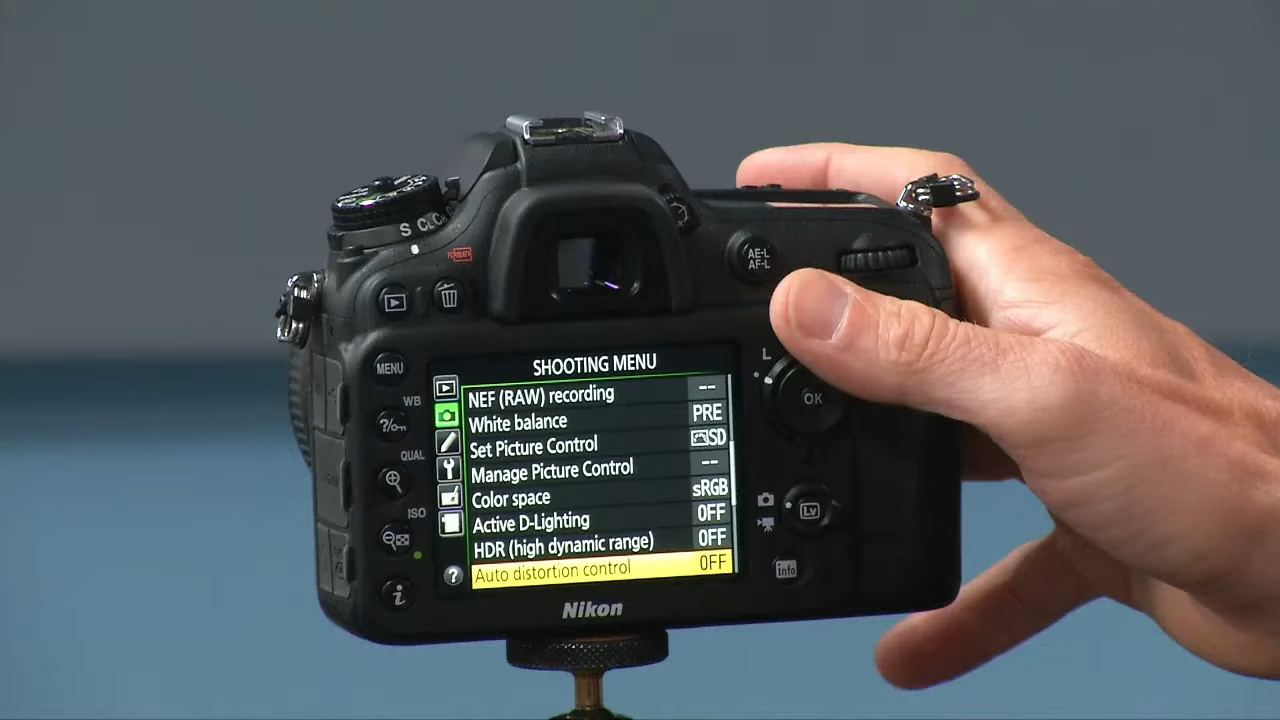 S CL CH
FORMAT
AE-L
AF-L
MENU
WB
?/
QUAL
ISO
i
L
OK
Lv
info
SHOOTING MENU
NEF (RAW) recording --
White balance PRE
Set Picture Control SD
Manage Picture Control --
Color space sRGB
Active D-Lighting OFF
HDR (high dynamic range) OFF
Auto distortion control OFF
?
Nikon